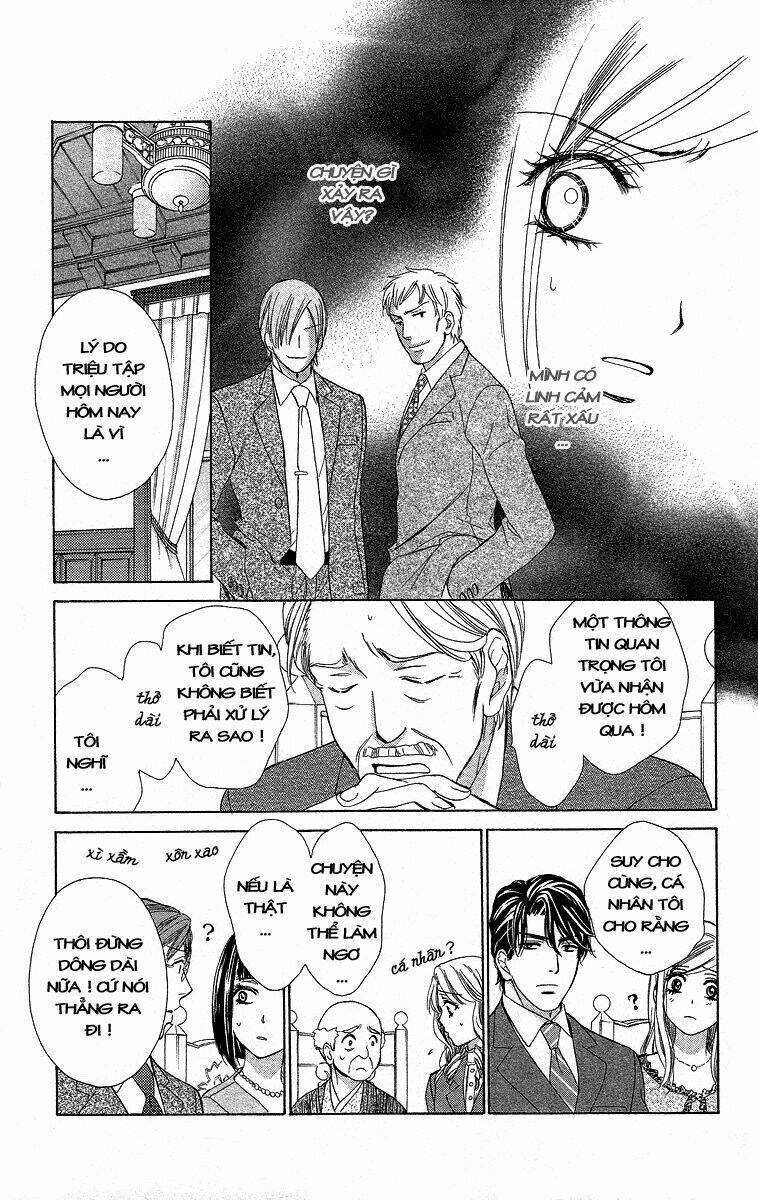 CHUYỆN GÌ
XẢY RA
VẬY?
MÌNH CÓ
LINH CẢM
RẤT XẤU
...
LÝ DO
TRIỆU TẬP
MỌI NGƯỜI
HÔM NAY
LÀ VÌ
...
MỘT THÔNG
TIN QUAN
TRỌNG TÔI
VỪA NHẬN
ĐƯỢC HÔM
QUA !
thở
dài
KHI BIẾT TIN,
TÔI CŨNG
KHÔNG BIẾT
PHẢI XỬ LÝ
RA SAO !
thở
dài
TÔI
NGHĨ
...
SUY CHO
CÙNG, CÁ
NHÂN TÔI
CHO RẰNG
...
?
cá nhân ?
CHUYỆN
NÀY
KHÔNG
THỂ LÀM
NGƠ
...
NẾU LÀ
THẬT
...
xì xầm
xôn xao
?
THÔI ĐỪNG
DÔNG DÀI
NỮA ! CỨ NÓI
THẲNG RA
ĐI !